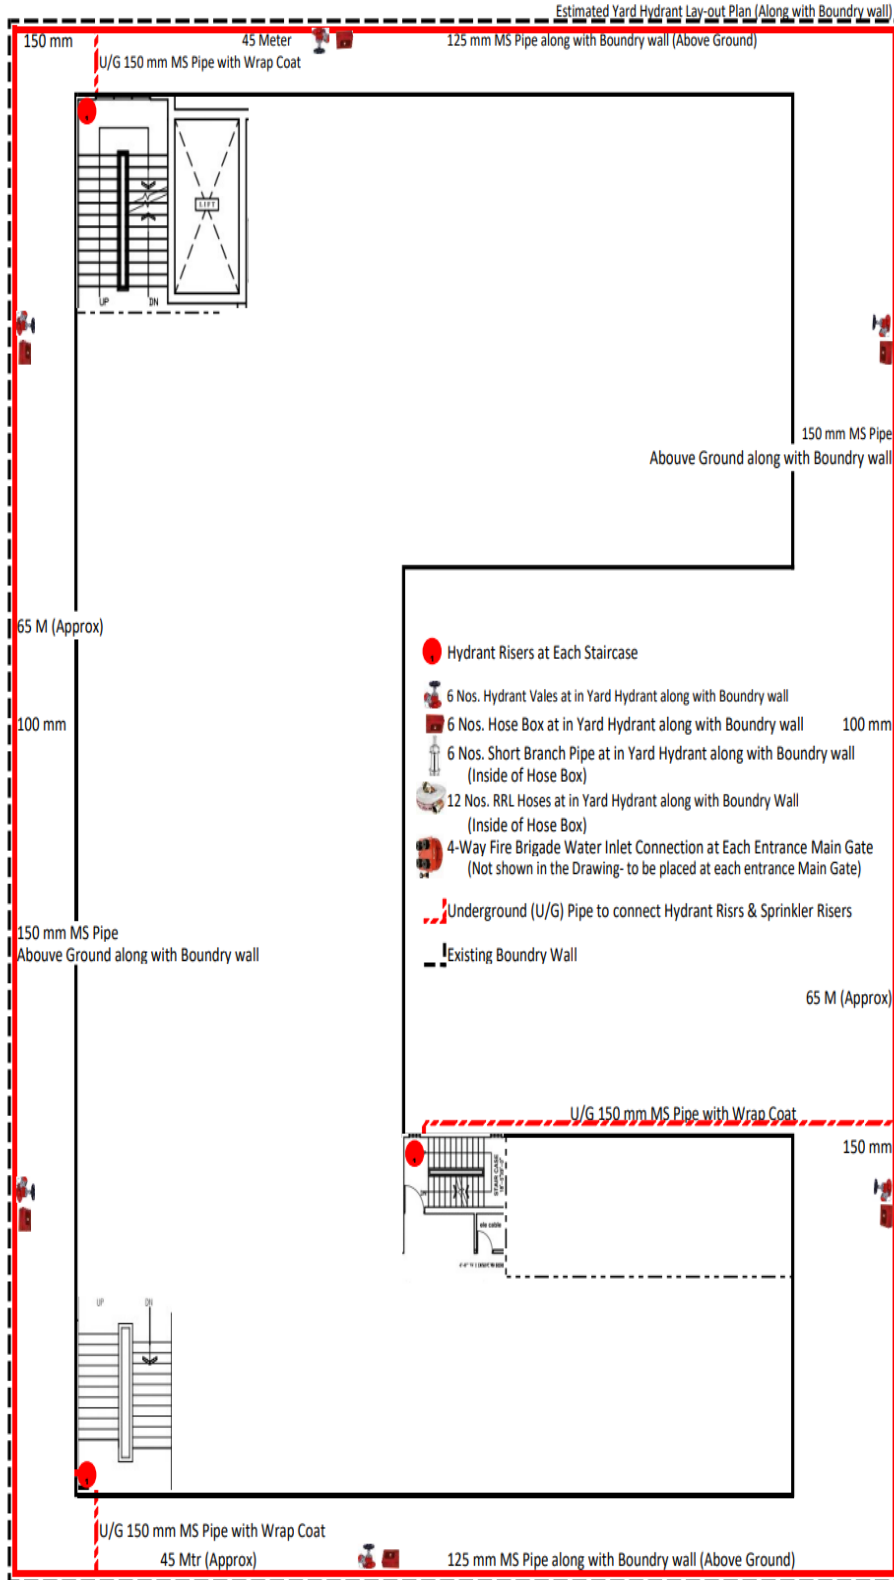 Estimated Yard Hydrant Lay-out Plan (Along with Boundry wall)
150 mm
45 Meter
125 mm MS Pipe along with Boundry wall (Above Ground)
U/G 150 mm MS Pipe with Wrap Coat
LIFT
UP
DN
150 mm MS Pipe
Abouve Ground along with Boundry wall
65 M (Approx)
Hydrant Risers at Each Staircase
6 Nos. Hydrant Vales at in Yard Hydrant along with Boundry wall
100 mm
6 Nos. Hose Box at in Yard Hydrant along with Boundry wall
100 mm
6 Nos. Short Branch Pipe at in Yard Hydrant along with Boundry wall
(Inside of Hose Box)
12 Nos. RRL Hoses at in Yard Hydrant along with Boundry Wall
(Inside of Hose Box)
4-Way Fire Brigade Water Inlet Connection at Each Entrance Main Gate
(Not shown in the Drawing- to be placed at each entrance Main Gate)
Underground (U/G) Pipe to connect Hydrant Risrs & Sprinkler Risers
150 mm MS Pipe
Abouve Ground along with Boundry wall
Existing Boundry Wall
65 M (Approx)
U/G 150 mm MS Pipe with Wrap Coat
150 mm
STAIR CASE
DN
ele cable
UP
DN
U/G 150 mm MS Pipe with Wrap Coat
45 Mtr (Approx)
125 mm MS Pipe along with Boundry wall (Above Ground)